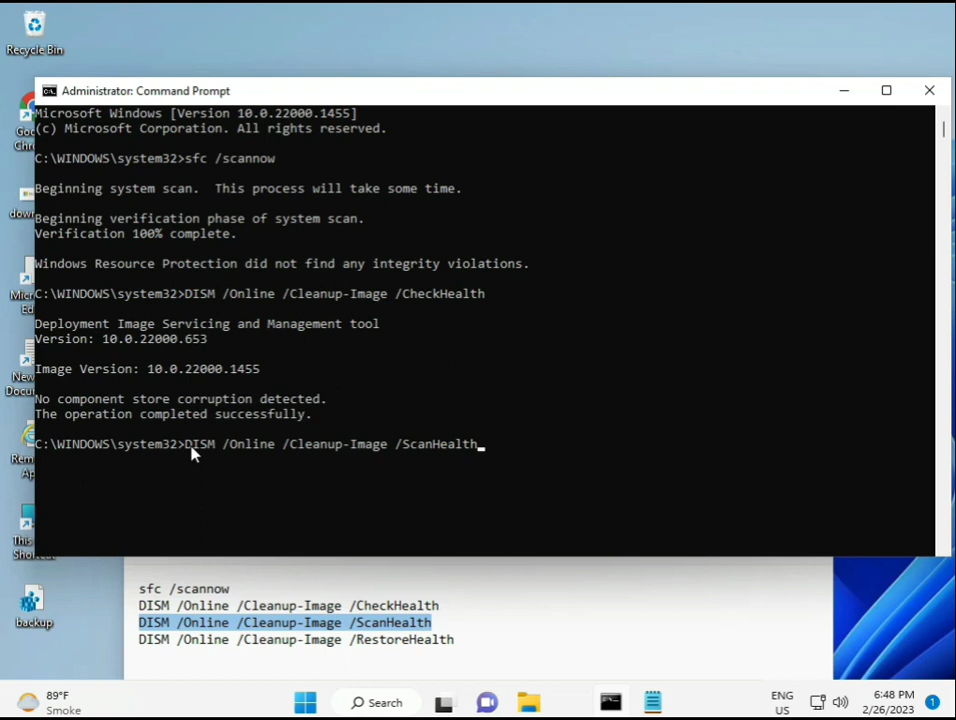 Recycle Bin
Administrator: Command Prompt
Microsoft Windows [Version 10.0.22000.1455]
(c) Microsoft Corporation. All rights reserved.
C:\WINDOWS\system32>sfc /scannow
Beginning system scan.  This process will take some time.
Beginning verification phase of system scan.
Verification 100% complete.
Windows Resource Protection did not find any integrity violations.
C:\WINDOWS\system32>DISM /Online /Cleanup-Image /CheckHealth
Deployment Image Servicing and Management tool
Version: 10.0.22000.653
Image Version: 10.0.22000.1455
No component store corruption detected.
The operation completed successfully.
C:\WINDOWS\system32>DISM /Online /Cleanup-Image /ScanHealth
sfc /scannow
DISM /Online /Cleanup-Image /CheckHealth
DISM /Online /Cleanup-Image /ScanHealth
DISM /Online /Cleanup-Image /RestoreHealth
backup
89°F
Smoke
Search
ENG
US
6:48 PM
2/26/2023
1